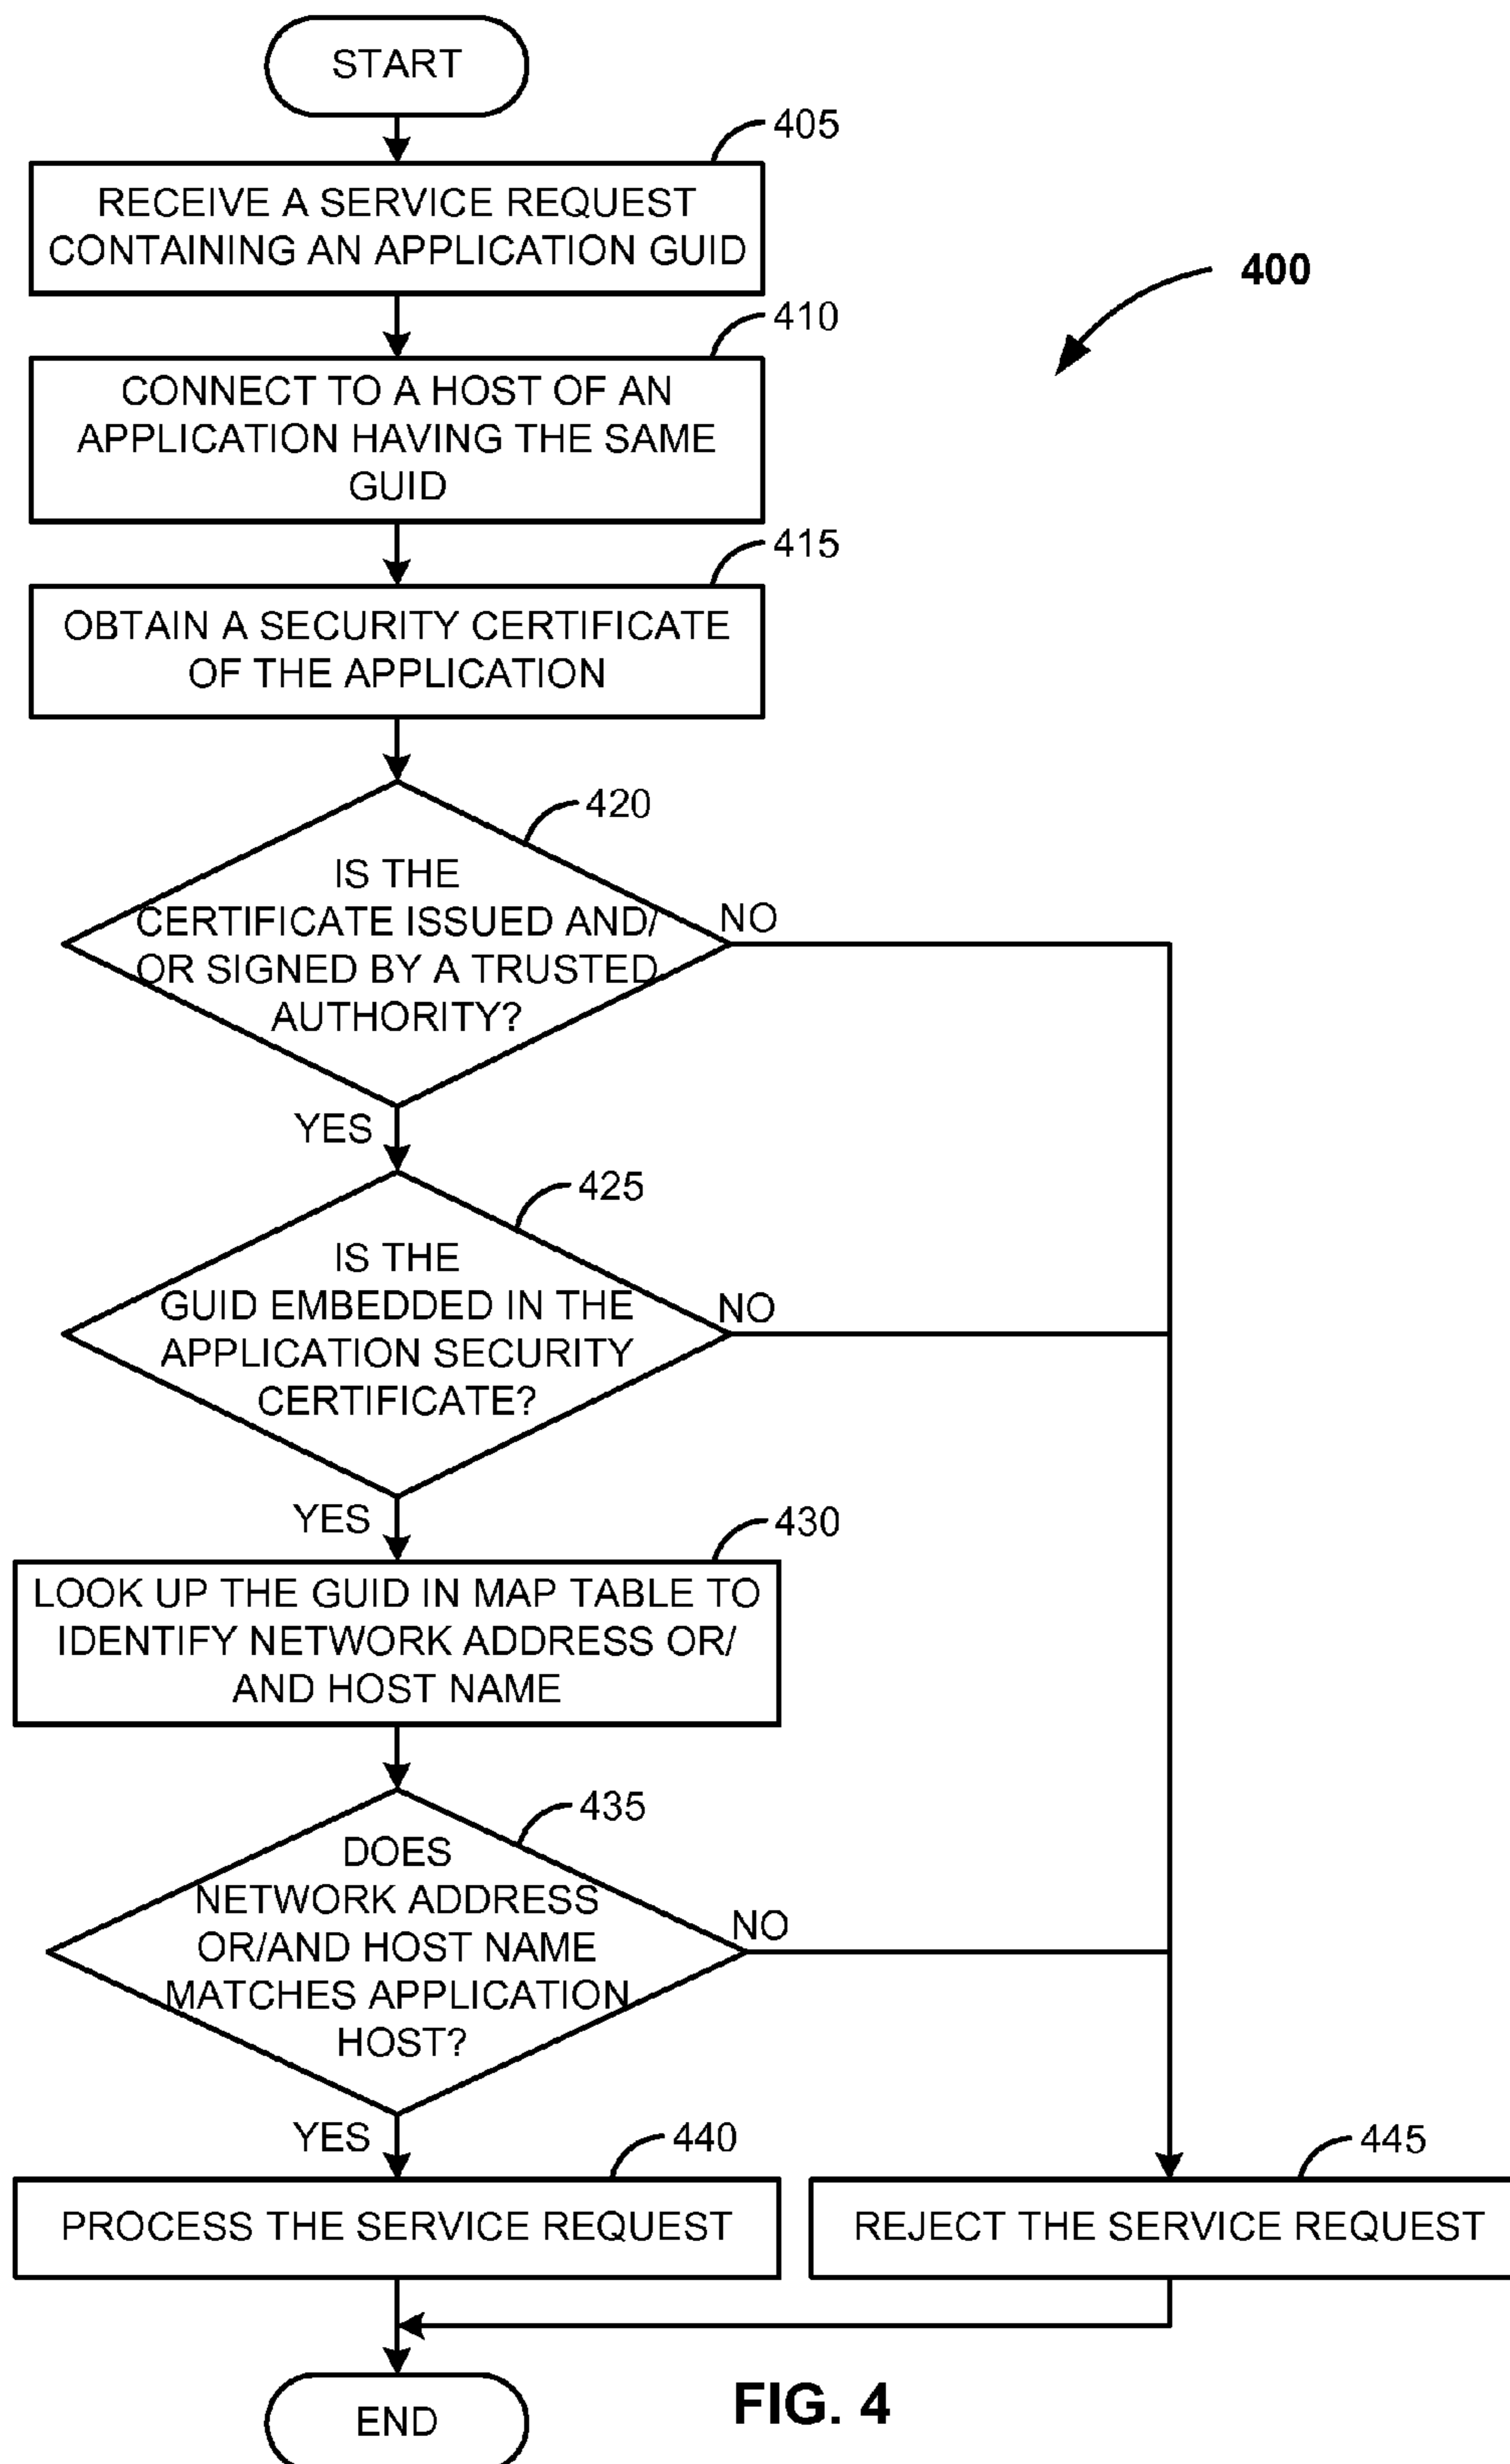 START
405
RECEIVE A SERVICE REQUEST
CONTAINING AN APPLICATION GUID
400
410
CONNECT TO A HOST OF AN
APPLICATION HAVING THE SAME
GUID
415
OBTAIN A SECURITY CERTIFICATE
OF THE APPLICATION
420
IS THE
CERTIFICATE ISSUED AND/
OR SIGNED BY A TRUSTED
AUTHORITY?
NO
YES
425
IS THE
GUID EMBEDDED IN THE
APPLICATION SECURITY
CERTIFICATE?
NO
YES
430
LOOK UP THE GUID IN MAP TABLE TO
IDENTIFY NETWORK ADDRESS OR/
AND HOST NAME
435
DOES
NETWORK ADDRESS
OR/AND HOST NAME
MATCHES APPLICATION
HOST?
NO
YES
440
PROCESS THE SERVICE REQUEST
445
REJECT THE SERVICE REQUEST
END
FIG. 4